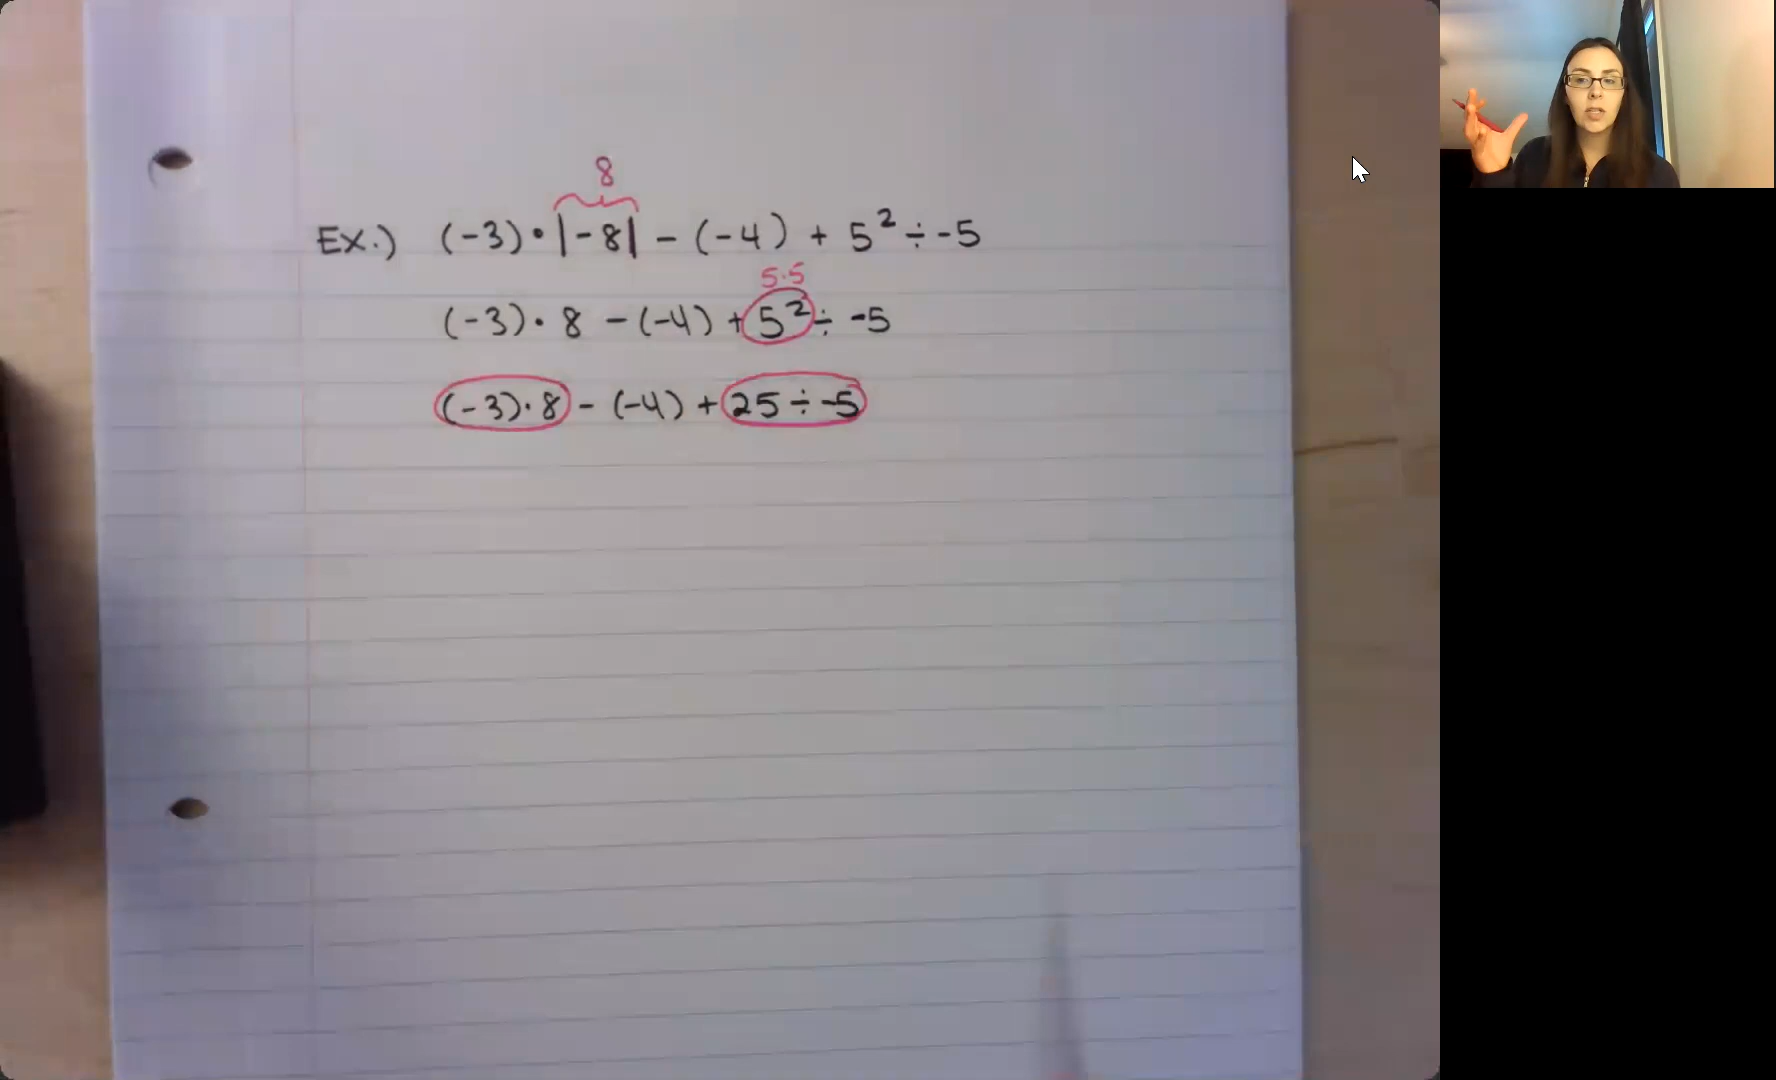 8
EX.) (-3)·|-8| - (-4) + 5² ÷ -5
5·5
(-3)· 8 - (-4) + 5² ÷ -5
(-3)·8 - (-4) + 25 ÷ -5